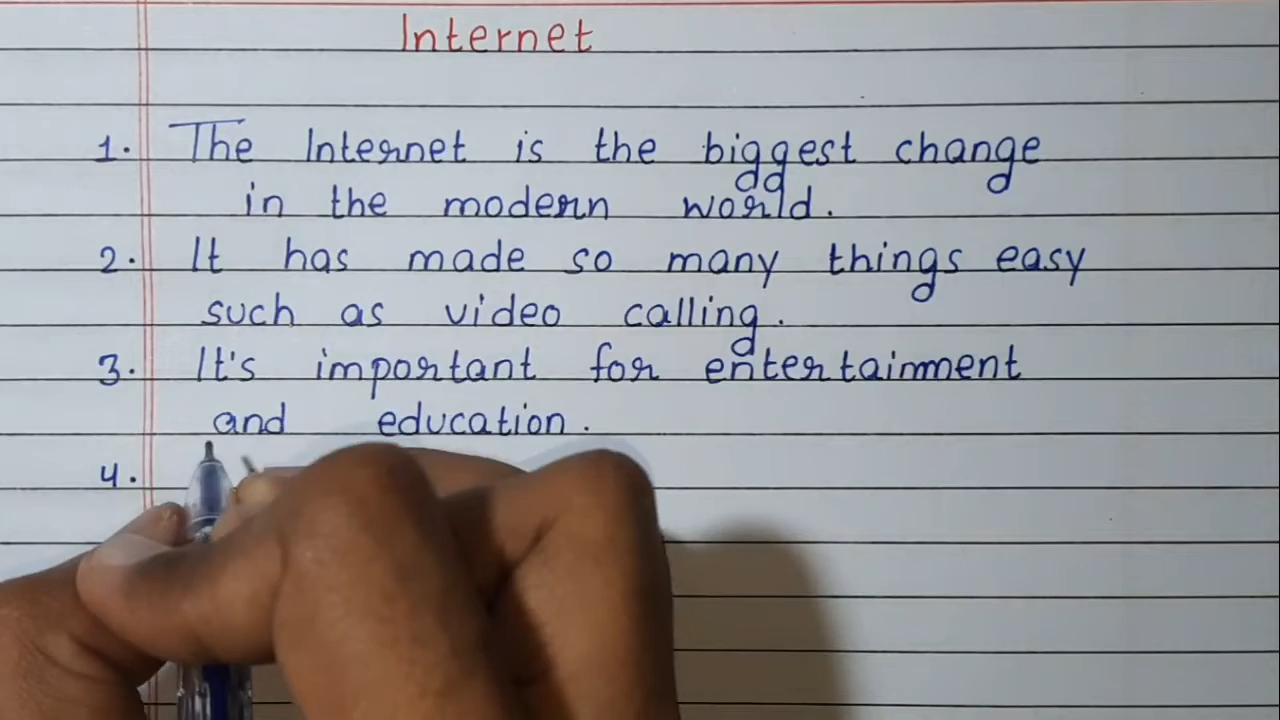 Internet
1. The Internet is the biggest change
in the modern world.
2. It has made so many things easy
such as video calling.
3. It's important for entertainment
and education.
4.